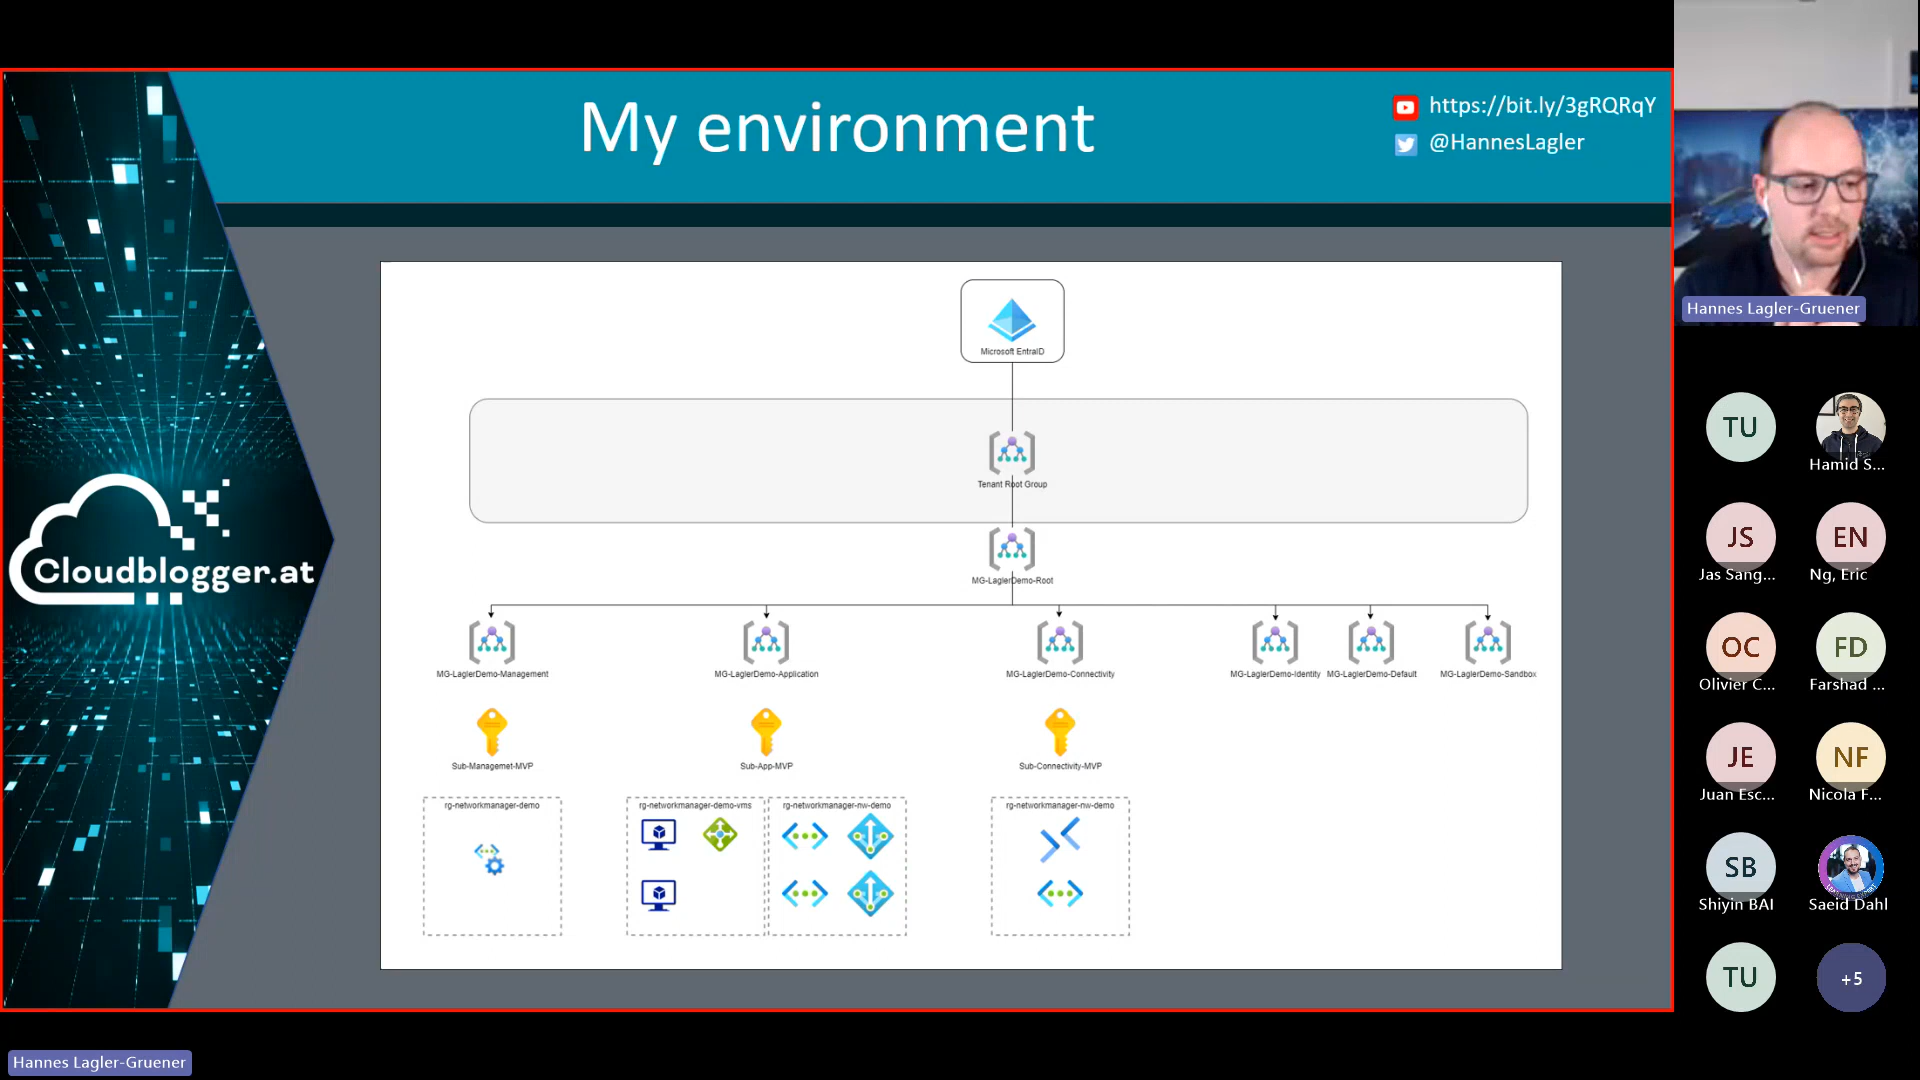 My environment
https://bit.ly/3gRQRqY
@HannesLagler
Cloudblogger.at
Microsoft EntraID
Tenant Root Group
MG-LaglerDemo-Root
MG-LaglerDemo-Management
MG-LaglerDemo-Application
MG-LaglerDemo-Connectivity
MG-LaglerDemo-Identity
MG-LaglerDemo-Default
MG-LaglerDemo-Sandbox
Sub-Managemet-MVP
Sub-App-MVP
Sub-Connectivity-MVP
rg-networkmanager-demo
rg-networkmanager-demo-vms
rg-networkmanager-nw-demo
rg-networkmanager-nw-demo
Hannes Lagler-Gruener
TU
Hamid S...
JS
Jas Sang...
EN
Ng, Eric
OC
Olivier C...
FD
Farshad ...
JE
Juan Esc...
NF
Nicola F...
SB
Shiyin BAI
Saeid Dahl
TU
+5
Hannes Lagler-Gruener